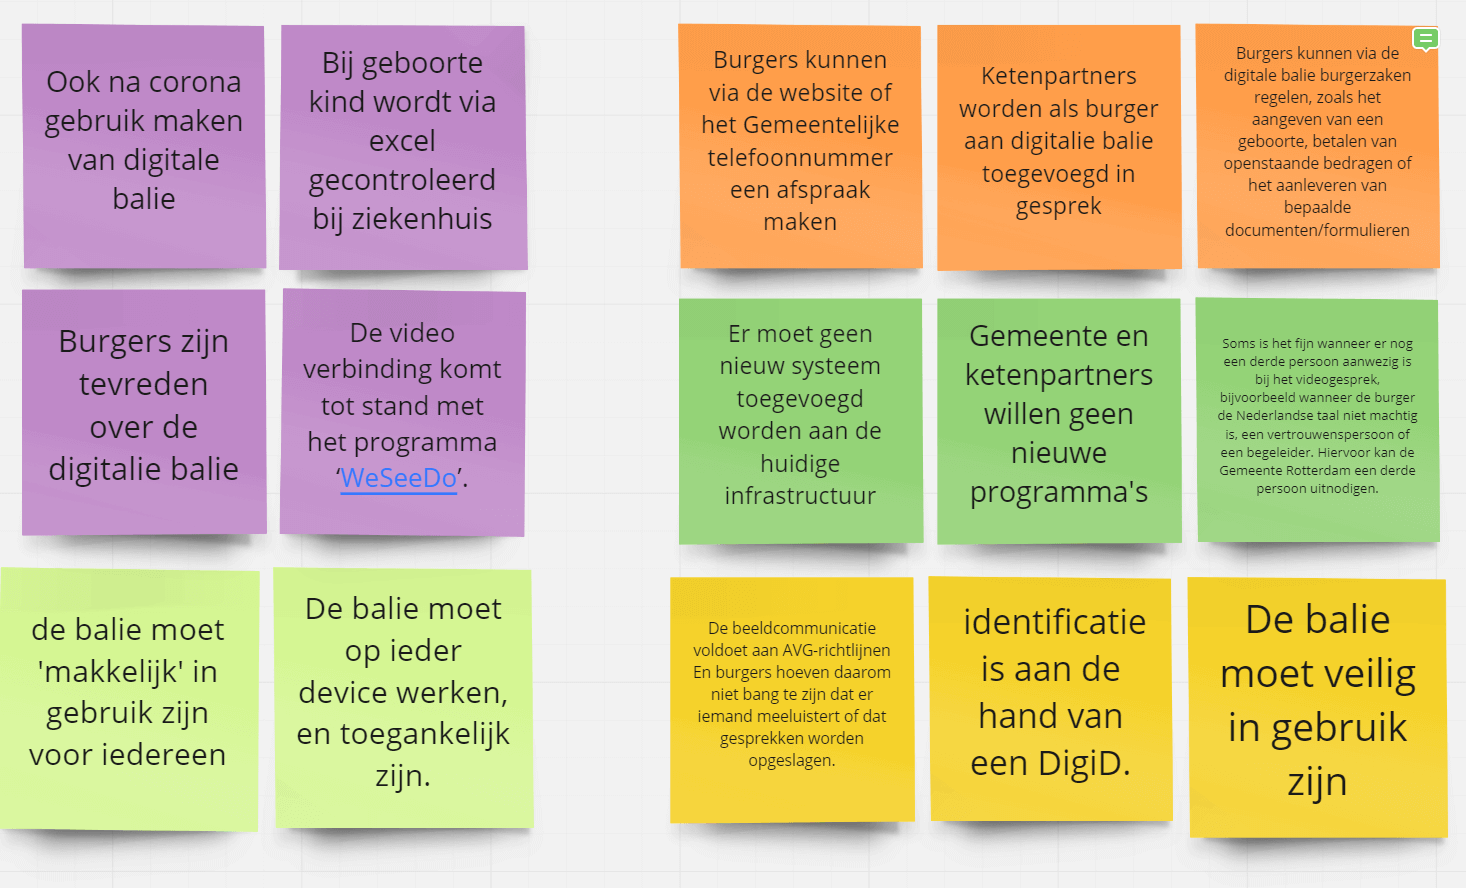 Ook na corona
gebruik maken
van digitale
balie
Bij geboorte
kind wordt via
excel
gecontroleerd
bij ziekenhuis
Burgers kunnen
via de website of
het Gemeentelijke
telefoonnummer
een afspraak
maken
Ketenpartners
worden als burger
aan digitalie balie
toegevoegd in
gesprek
Burgers kunnen via de
digitale balie burgerzaken
regelen, zoals het
aangeven van een
geboorte, betalen van
openstaande bedragen of
het aanleveren van
bepaalde
documenten/formulieren
Burgers zijn
tevreden
over de
digitalie balie
De video
verbinding komt
tot stand met
het programma
‘WeSeeDo’.
Er moet geen
nieuw systeem
toegevoegd
worden aan de
huidige
infrastructuur
Gemeente en
ketenpartners
willen geen
nieuwe
programma's
Soms is het fijn wanneer er nog
een derde persoon aanwezig is
bij het videogesprek,
bijvoorbeeld wanneer de burger
de Nederlandse taal niet machtig
is, een vertrouwenspersoon of
een begeleider. Hiervoor kan de
Gemeente Rotterdam een derde
persoon uitnodigen.
de balie moet
'makkelijk' in
gebruik zijn
voor iedereen
De balie moet
op ieder
device werken,
en toegankelijk
zijn.
De beeldcommunicatie
voldoet aan AVG-richtlijnen
En burgers hoeven daarom
niet bang te zijn dat er
iemand meeluistert of dat
gesprekken worden
opgeslagen.
identificatie
is aan de
hand van
een DigiD.
De balie
moet veilig
in gebruik
zijn